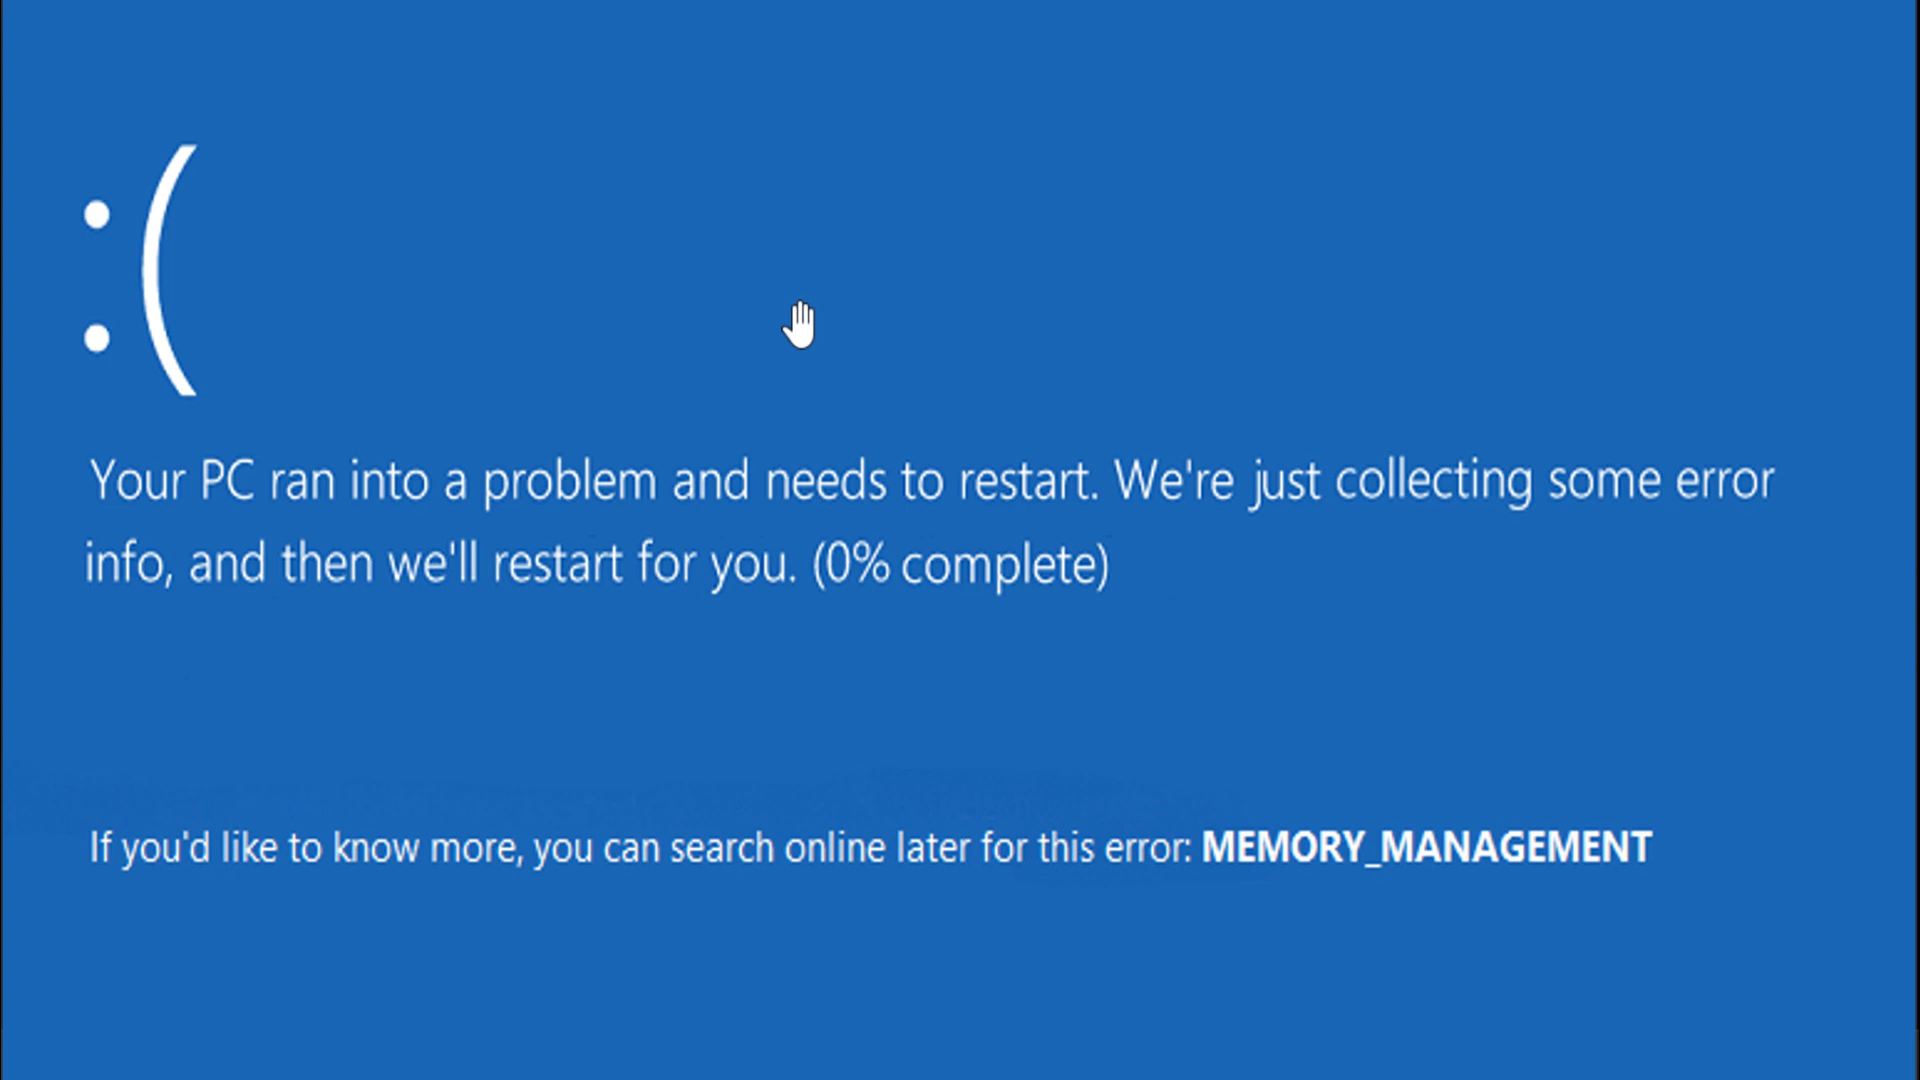 :(
Your PC ran into a problem and needs to restart. We're just collecting some error
info, and then we'll restart for you. (0% complete)
If you'd like to know more, you can search online later for this error: MEMORY_MANAGEMENT